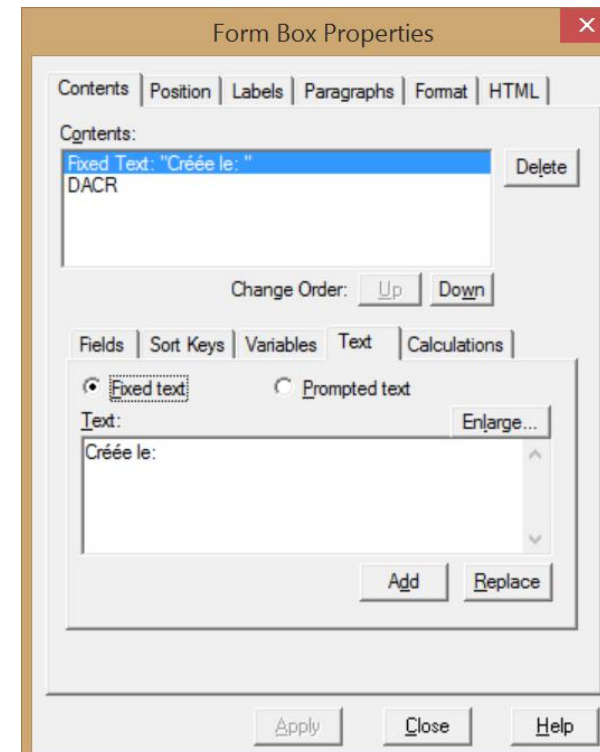 Form Box Properties
Contents Position Labels Paragraphs Format HTML
Contents:
Fixed Text: "Créée le: "
Delete
DACR
Change Order: Up Down
Fields Sort Keys Variables Text Calculations
Fixed text Prompted text
Text: Enlarge...
Créée le:
Add Replace
Apply Close Help